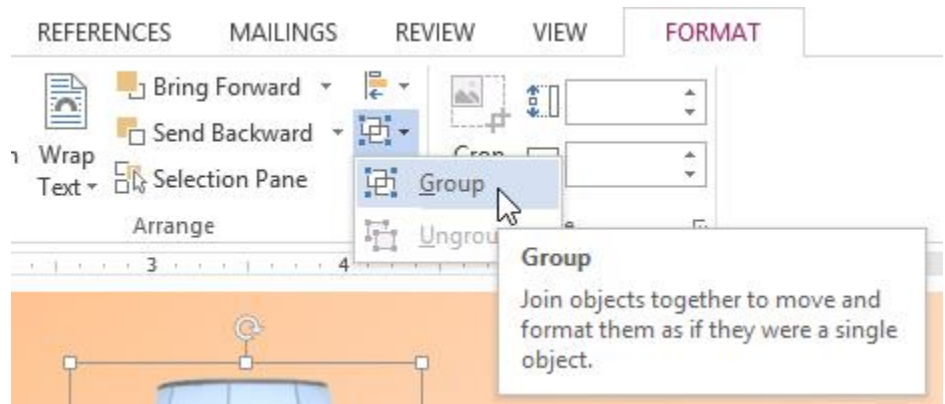 REFERENCES MAILINGS REVIEW VIEW FORMAT
Bring Forward
Send Backward
Wrap
Text
Selection Pane
Group
Arrange
3 4
Group
Join objects together to move and
format them as if they were a single
object.